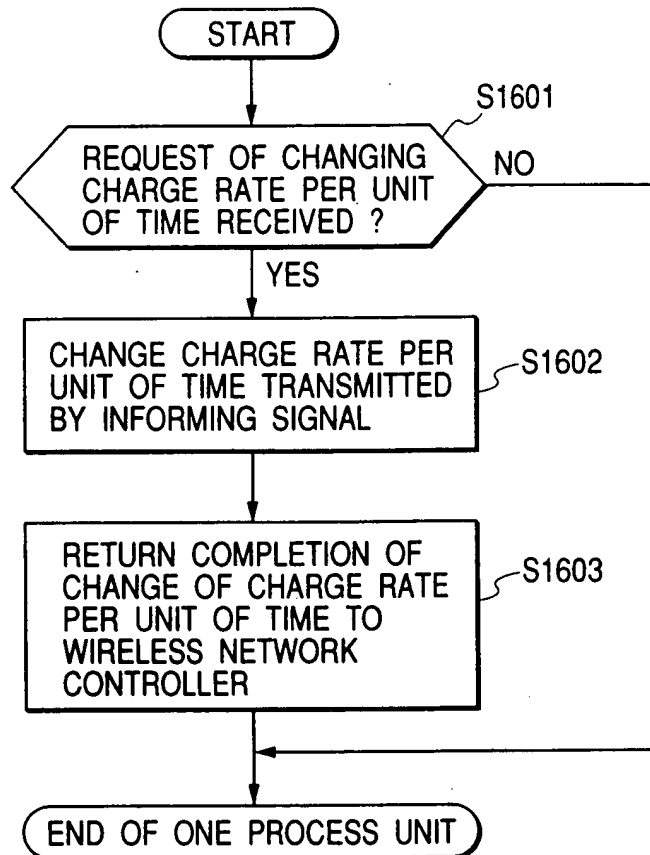 START
S1601
REQUEST OF CHANGING
CHARGE RATE PER UNIT
OF TIME RECEIVED ?
NO
YES
CHANGE CHARGE RATE PER
UNIT OF TIME TRANSMITTED
BY INFORMING SIGNAL
S1602
RETURN COMPLETION OF
CHANGE OF CHARGE RATE
PER UNIT OF TIME TO
WIRELESS NETWORK
CONTROLLER
S1603
END OF ONE PROCESS UNIT